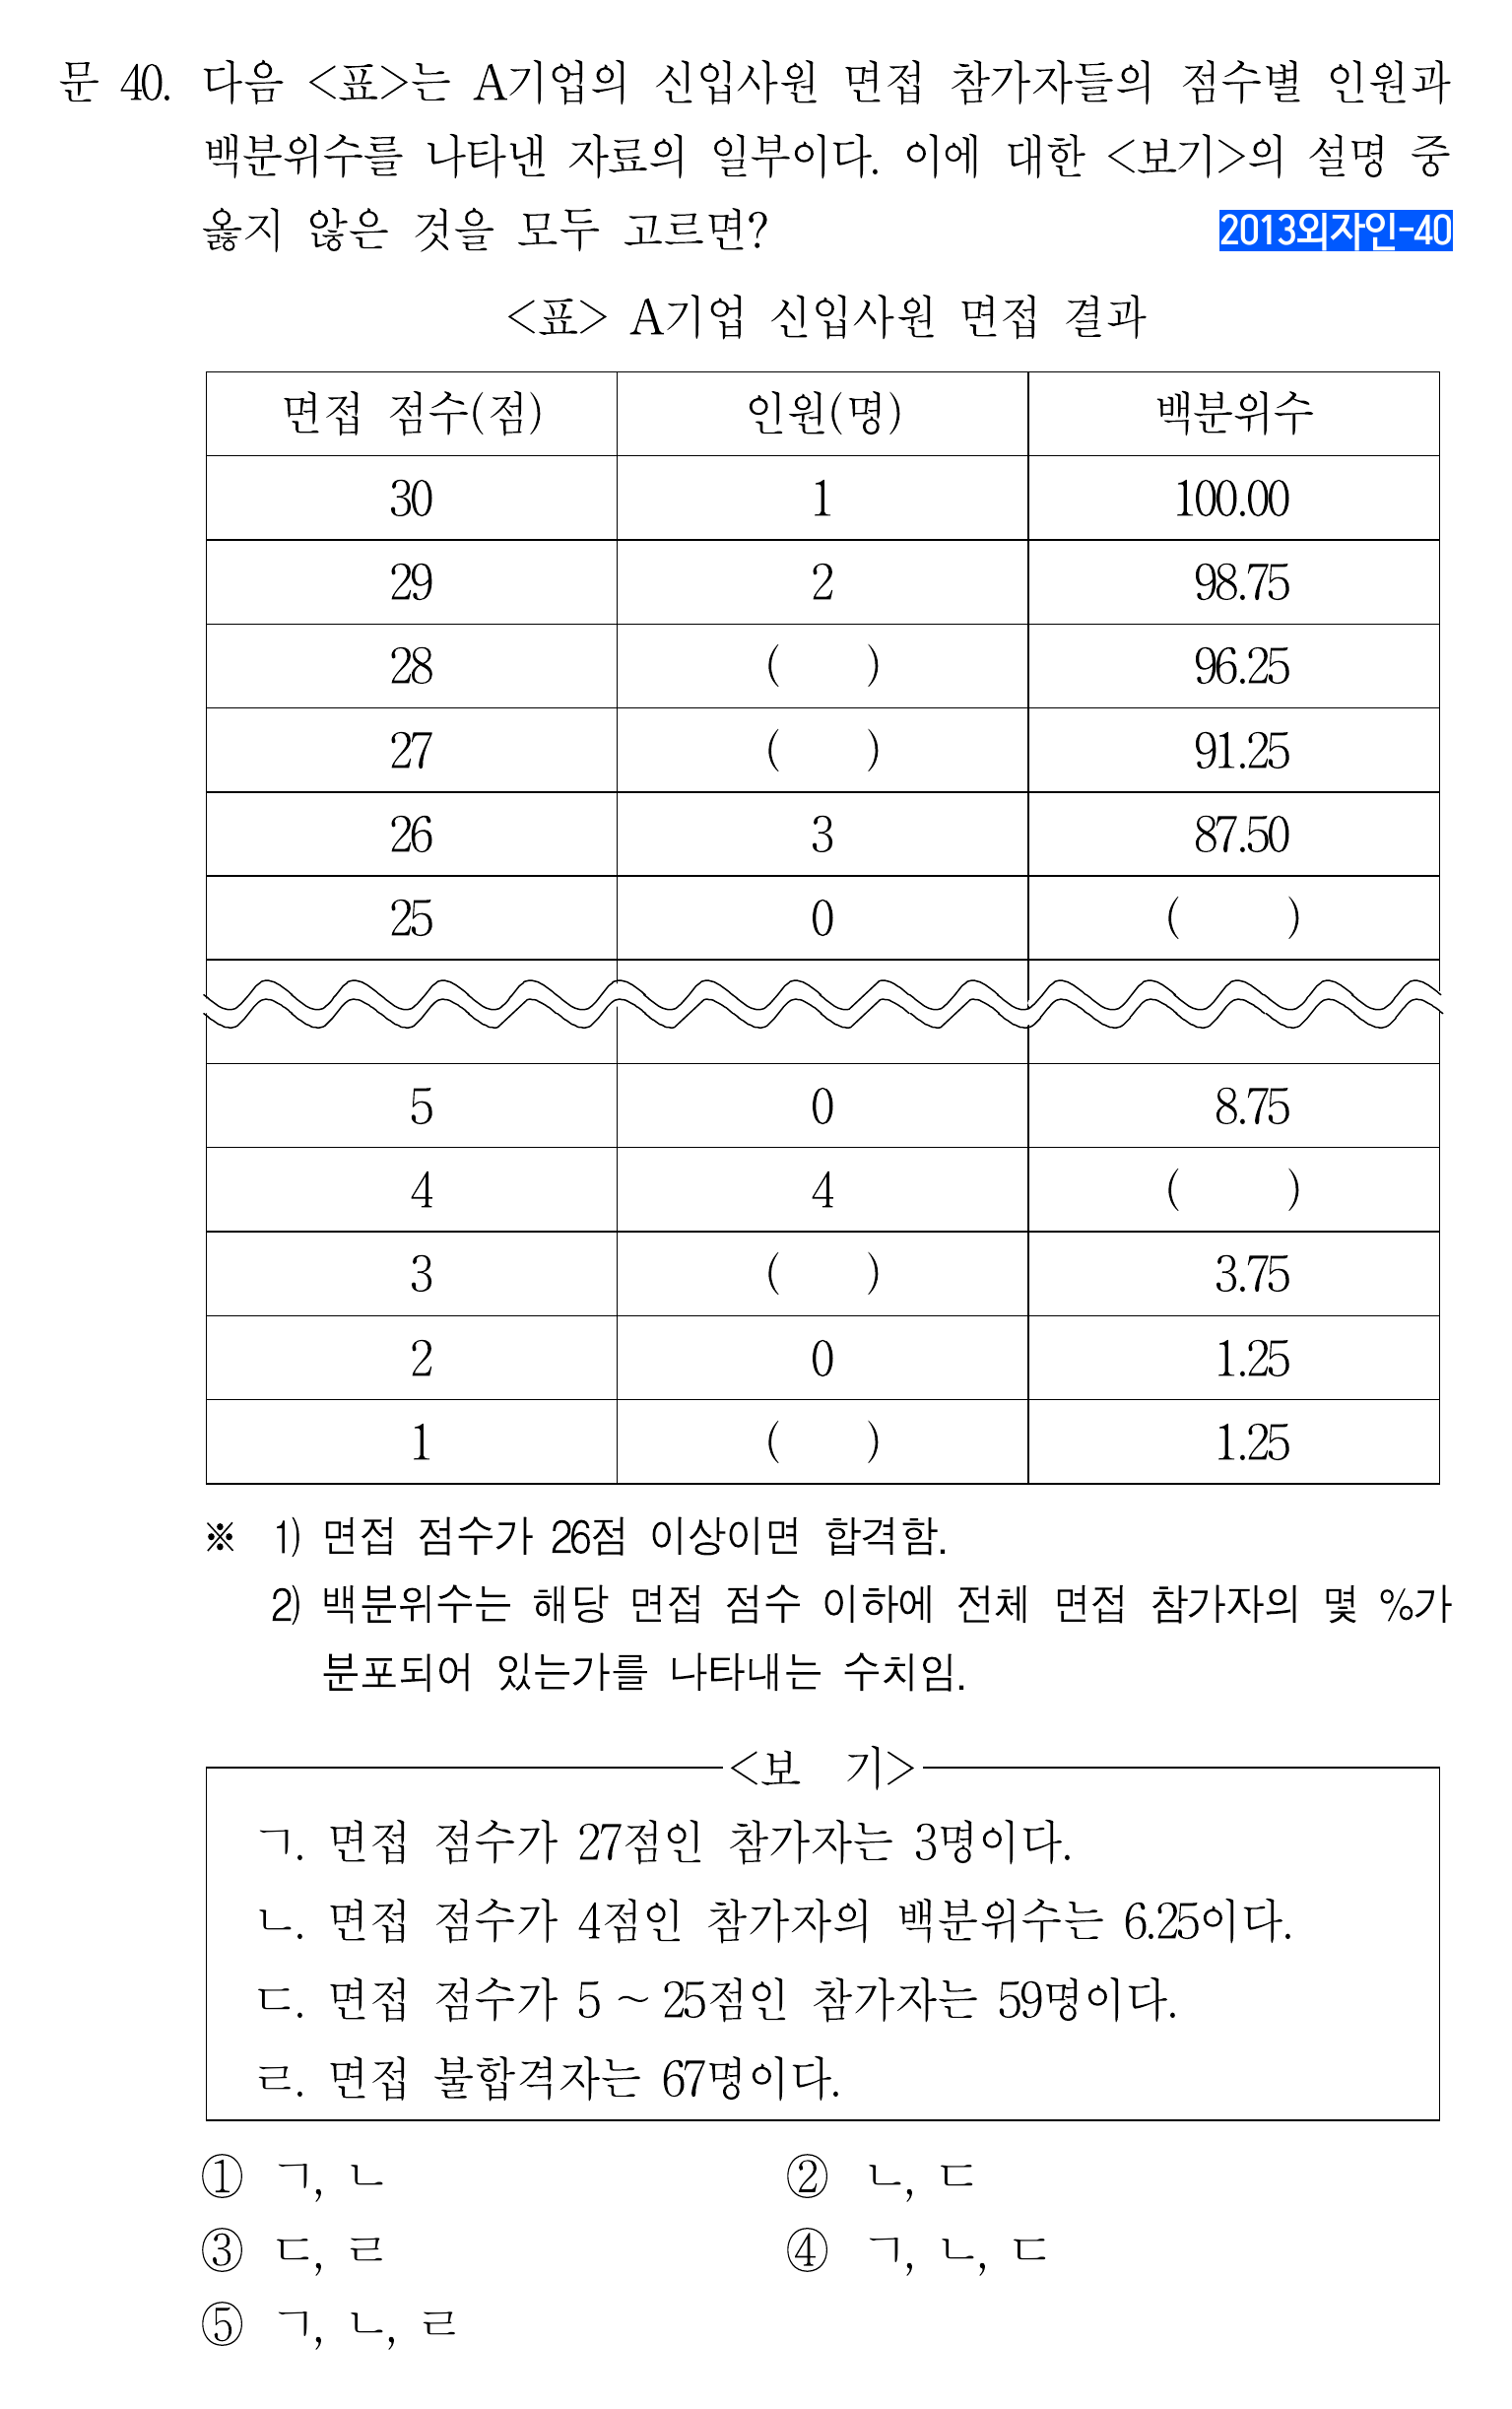 문 40. 다음 <표>는 A기업의 신입사원 면접 참가자들의 점수별 인원과
백분위수를 나타낸 자료의 일부이다. 이에 대한 <보기>의 설명 중
옳지 않은 것을 모두 고르면?
2013외자인-40
<표> A기업 신입사원 면접 결과
면접 점수(점) 인원(명) 백분위수
30 1 100.00
29 2 98.75
28 ( ) 96.25
27 ( ) 91.25
26 3 87.50
25 0 ( )
5 0 8.75
4 4 ( )
3 ( ) 3.75
2 0 1.25
1 ( ) 1.25
※ 1) 면접 점수가 26점 이상이면 합격함.
2) 백분위수는 해당 면접 점수 이하에 전체 면접 참가자의 몇 %가
분포되어 있는가를 나타내는 수치임.
<보 기>
ㄱ. 면접 점수가 27점인 참가자는 3명이다.
ㄴ. 면접 점수가 4점인 참가자의 백분위수는 6.25이다.
ㄷ. 면접 점수가 5 ~ 25점인 참가자는 59명이다.
ㄹ. 면접 불합격자는 67명이다.
① ㄱ, ㄴ ② ㄴ, ㄷ
③ ㄷ, ㄹ ④ ㄱ, ㄴ, ㄷ
⑤ ㄱ, ㄴ, ㄹ